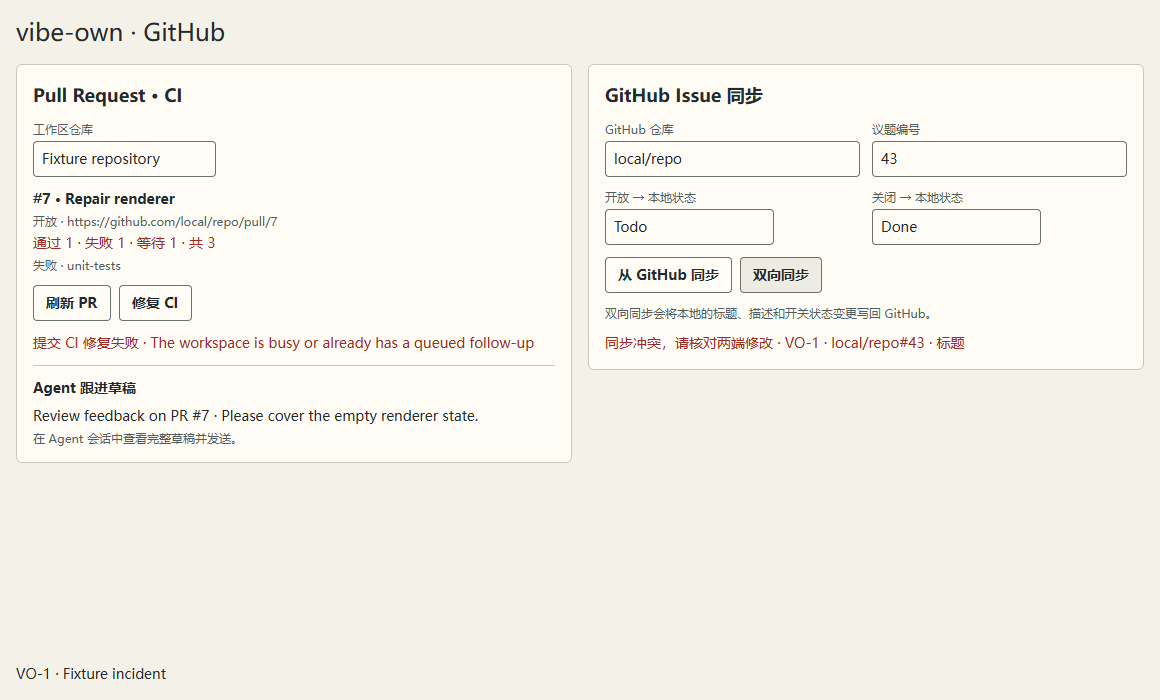 vibe-own · GitHub
Pull Request • CI
工作区仓库
Fixture repository
#7 • Repair renderer
开放 · https://github.com/local/repo/pull/7
通过 1 · 失败 1 · 等待 1 · 共 3
失败 · unit-tests
刷新 PR
修复 CI
提交 CI 修复失败 · The workspace is busy or already has a queued follow-up
Agent 跟进草稿
Review feedback on PR #7 · Please cover the empty renderer state.
在 Agent 会话中查看完整草稿并发送。
GitHub Issue 同步
GitHub 仓库
议题编号
local/repo
43
开放 → 本地状态
关闭 → 本地状态
Todo
Done
从 GitHub 同步
双向同步
双向同步会将本地的标题、描述和开关状态变更写回 GitHub。
同步冲突，请核对两端修改 · VO-1 · local/repo#43 · 标题
VO-1 · Fixture incident